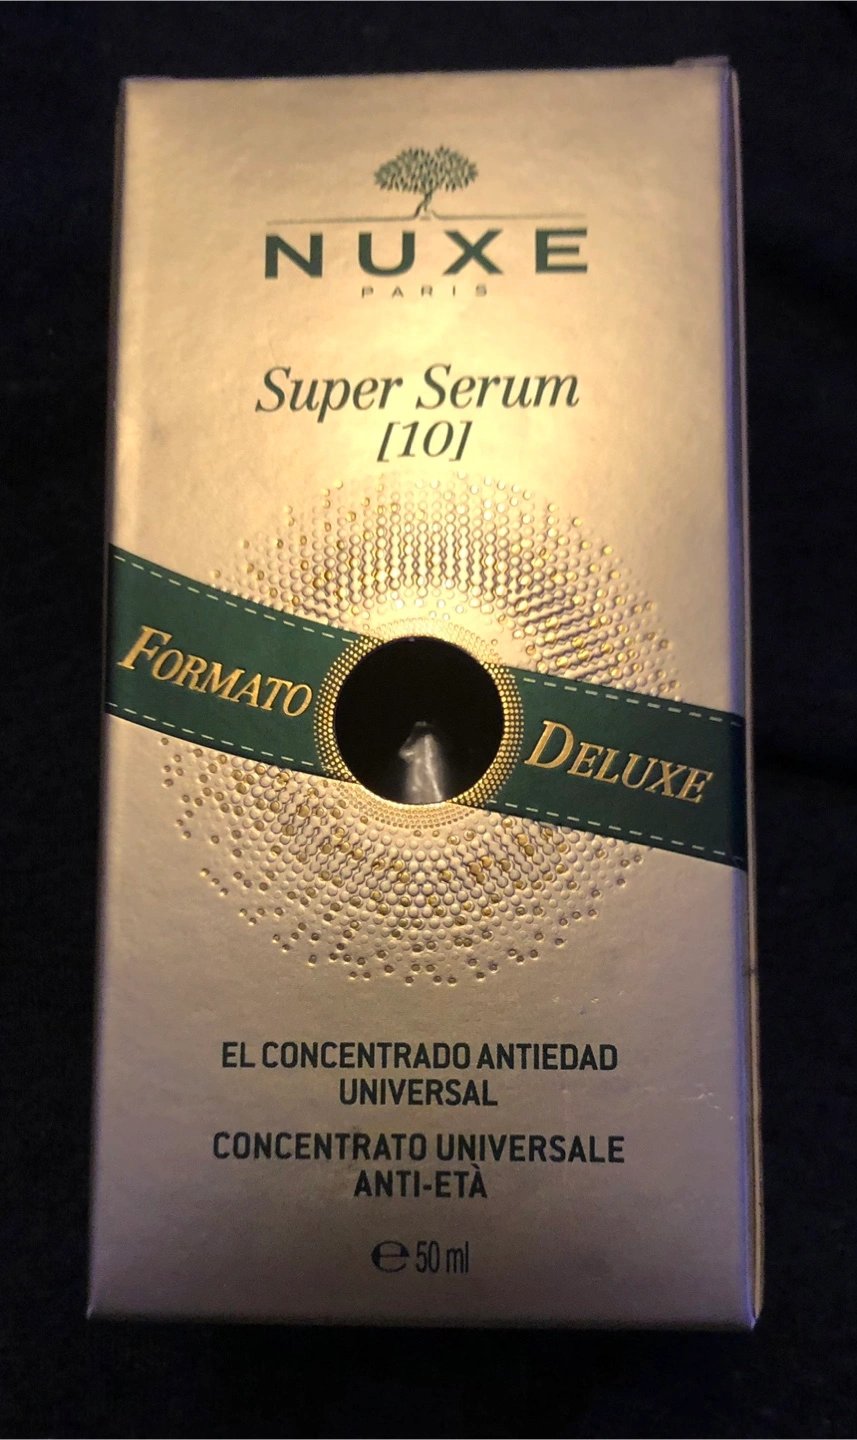 NUXE
PARIS
Super Serum
[10]
FORMATO DELUXE
EL CONCENTRADO ANTIEDAD
UNIVERSAL
CONCENTRATO UNIVERSALE
ANTI-ETÀ
℮ 50 ml